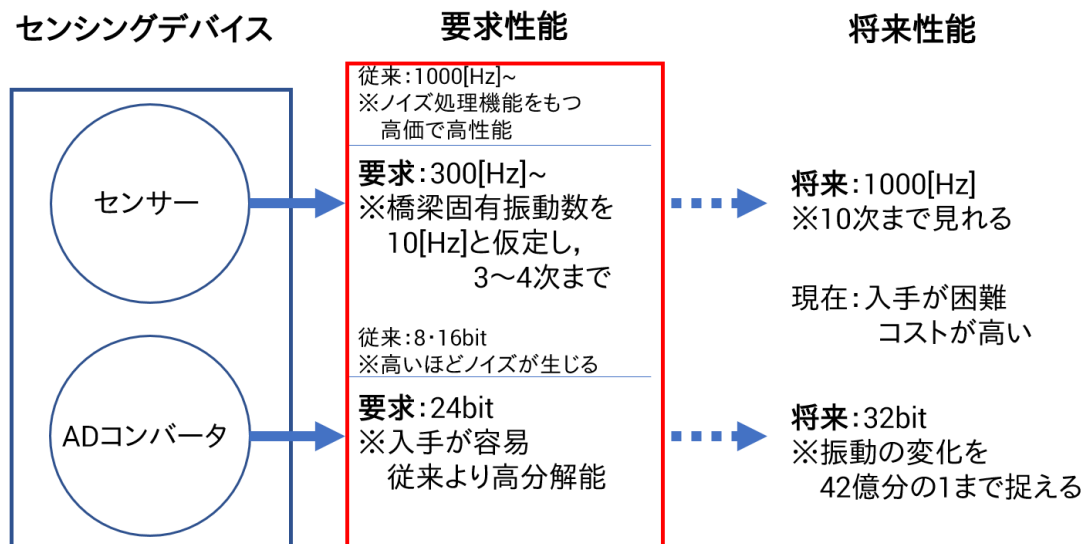 センシングデバイス
要求性能
将来性能
センサー
ADコンバータ
従来:1000[Hz]~
※ノイズ処理機能をもつ
高価で高性能
要求:300[Hz]~
※橋梁固有振動数を
10[Hz]と仮定し,
3～4次まで
従来:8・16bit
※高いほどノイズが生じる
要求:24bit
※入手が容易
従来より高分解能
将来:1000[Hz]
※10次まで見れる
現在:入手が困難
コストが高い
将来:32bit
※振動の変化を
42億分の1まで捉える